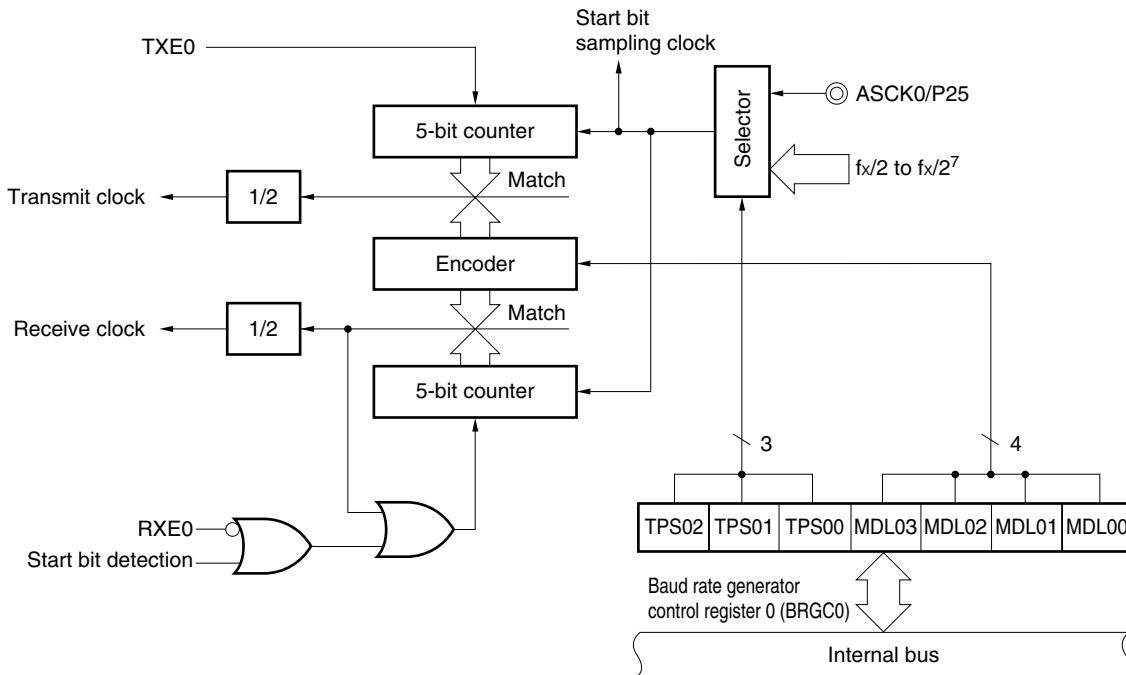 Start bit
sampling clock
TXE0
ASCK0/P25
5-bit counter
Selector
fx/2 to fx/2⁷
Match
Transmit clock
1/2
Encoder
Match
Receive clock
1/2
5-bit counter
3
4
RXE0
Start bit detection
TPS02 TPS01 TPS00 MDL03 MDL02 MDL01 MDL00
Baud rate generator
control register 0 (BRGC0)
Internal bus